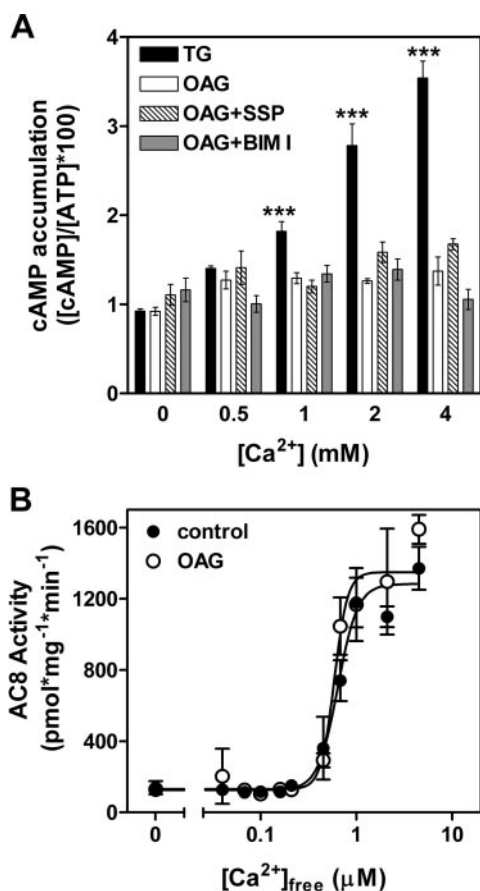 A
TG
OAG
OAG+SSP
OAG+BIM I
***
***
***
cAMP accumulation
([cAMP]/[ATP]*100)
4
3
2
1
0
0 0.5 1 2 4
[Ca²⁺] (mM)
B
control
OAG
AC8 Activity
(pmol*mg⁻¹*min⁻¹)
1600
1200
800
400
0
0 0.1 1 10
[Ca²⁺]free (μM)